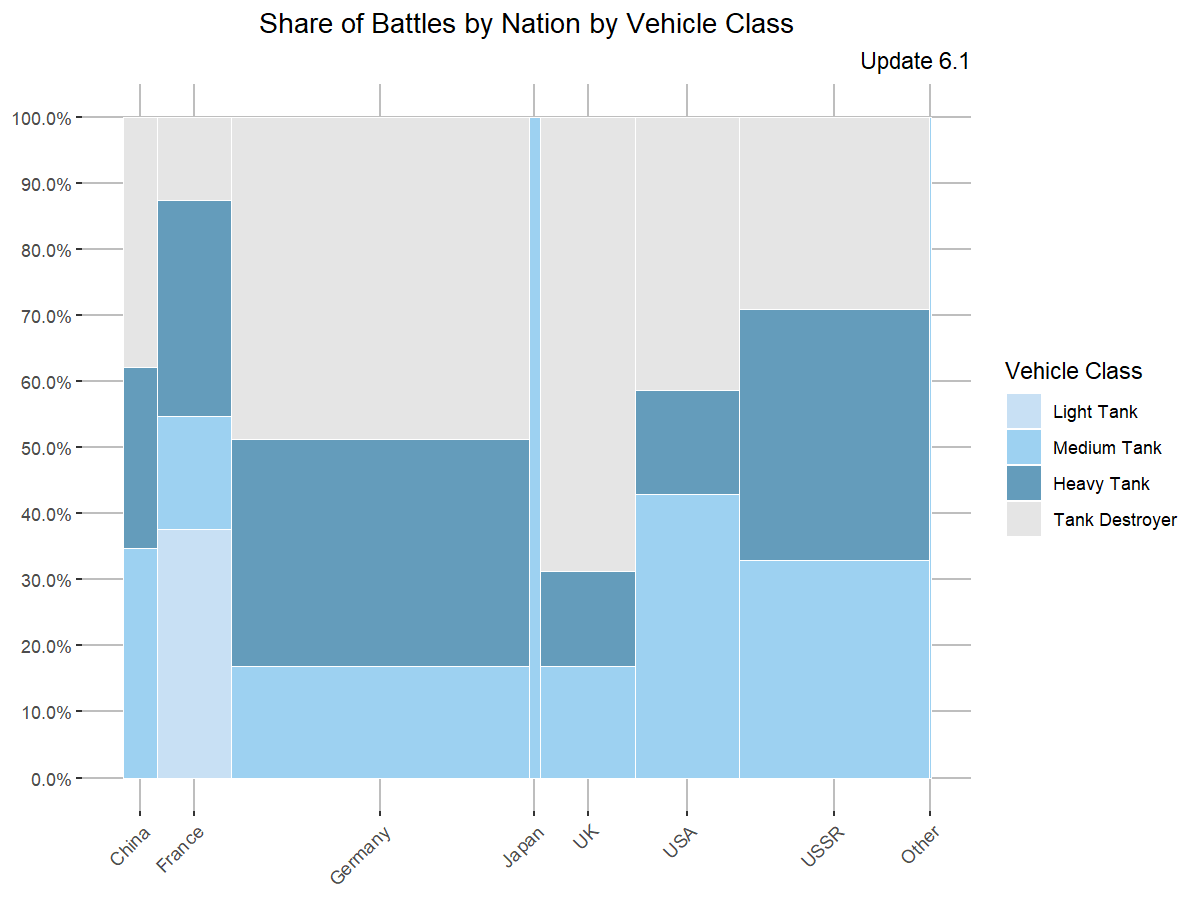 Share of Battles by Nation by Vehicle Class
Update 6.1
100.0%
90.0%
80.0%
70.0%
60.0%
50.0%
40.0%
30.0%
20.0%
10.0%
0.0%
China
France
Germany
Japan
UK
USA
USSR
Other
Vehicle Class
Light Tank
Medium Tank
Heavy Tank
Tank Destroyer